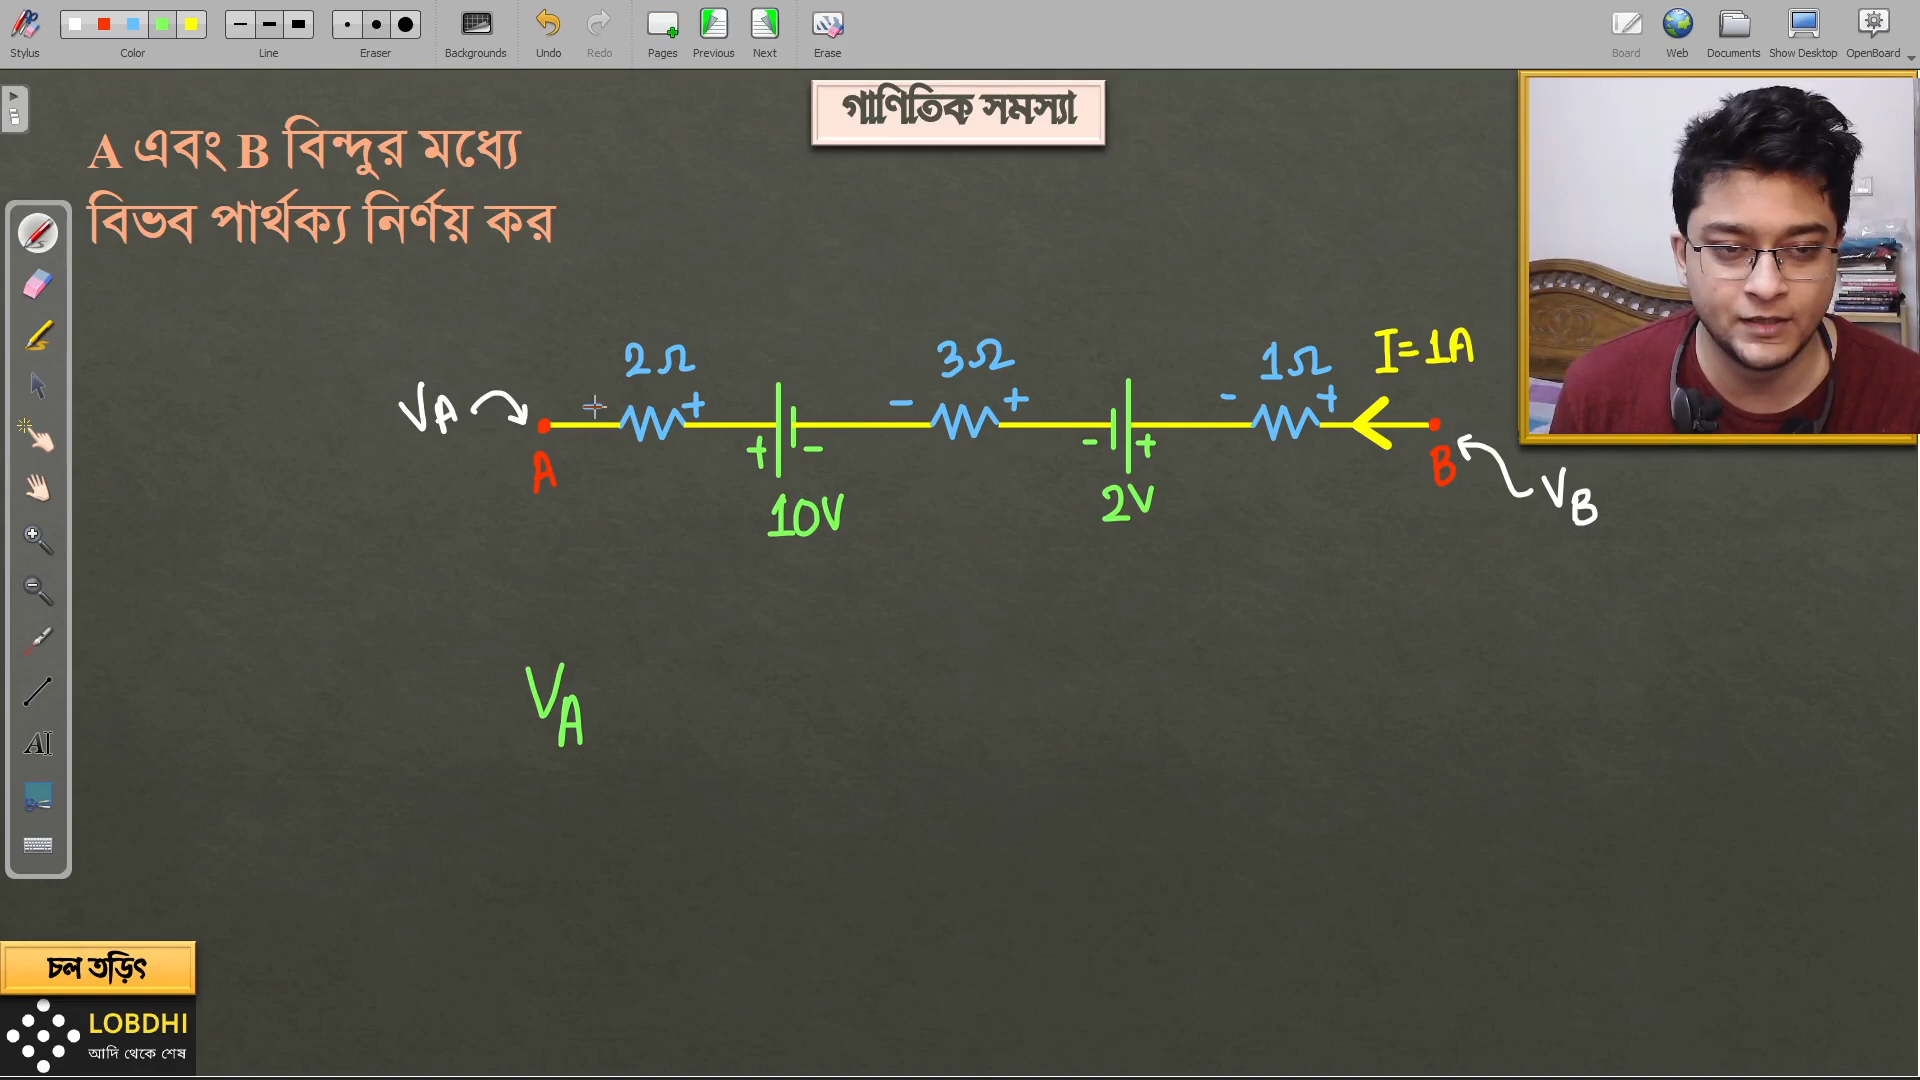 Stylus
Color
Line
Eraser
Backgrounds
Undo
Redo
Pages
Previous
Next
Erase
Board
Web
Documents
Show Desktop
OpenBoard
গাণিতিক সমস্যা
A এবং B বিন্দুর মধ্যে
বিভব পার্থক্য নির্ণয় কর
2Ω
3Ω
1Ω
I=1A
VA
- +
- +
- +
+ -
- +
A
B
10V
2V
VB
VA
চল তড়িৎ
LOBDHI
আদি থেকে শেষ